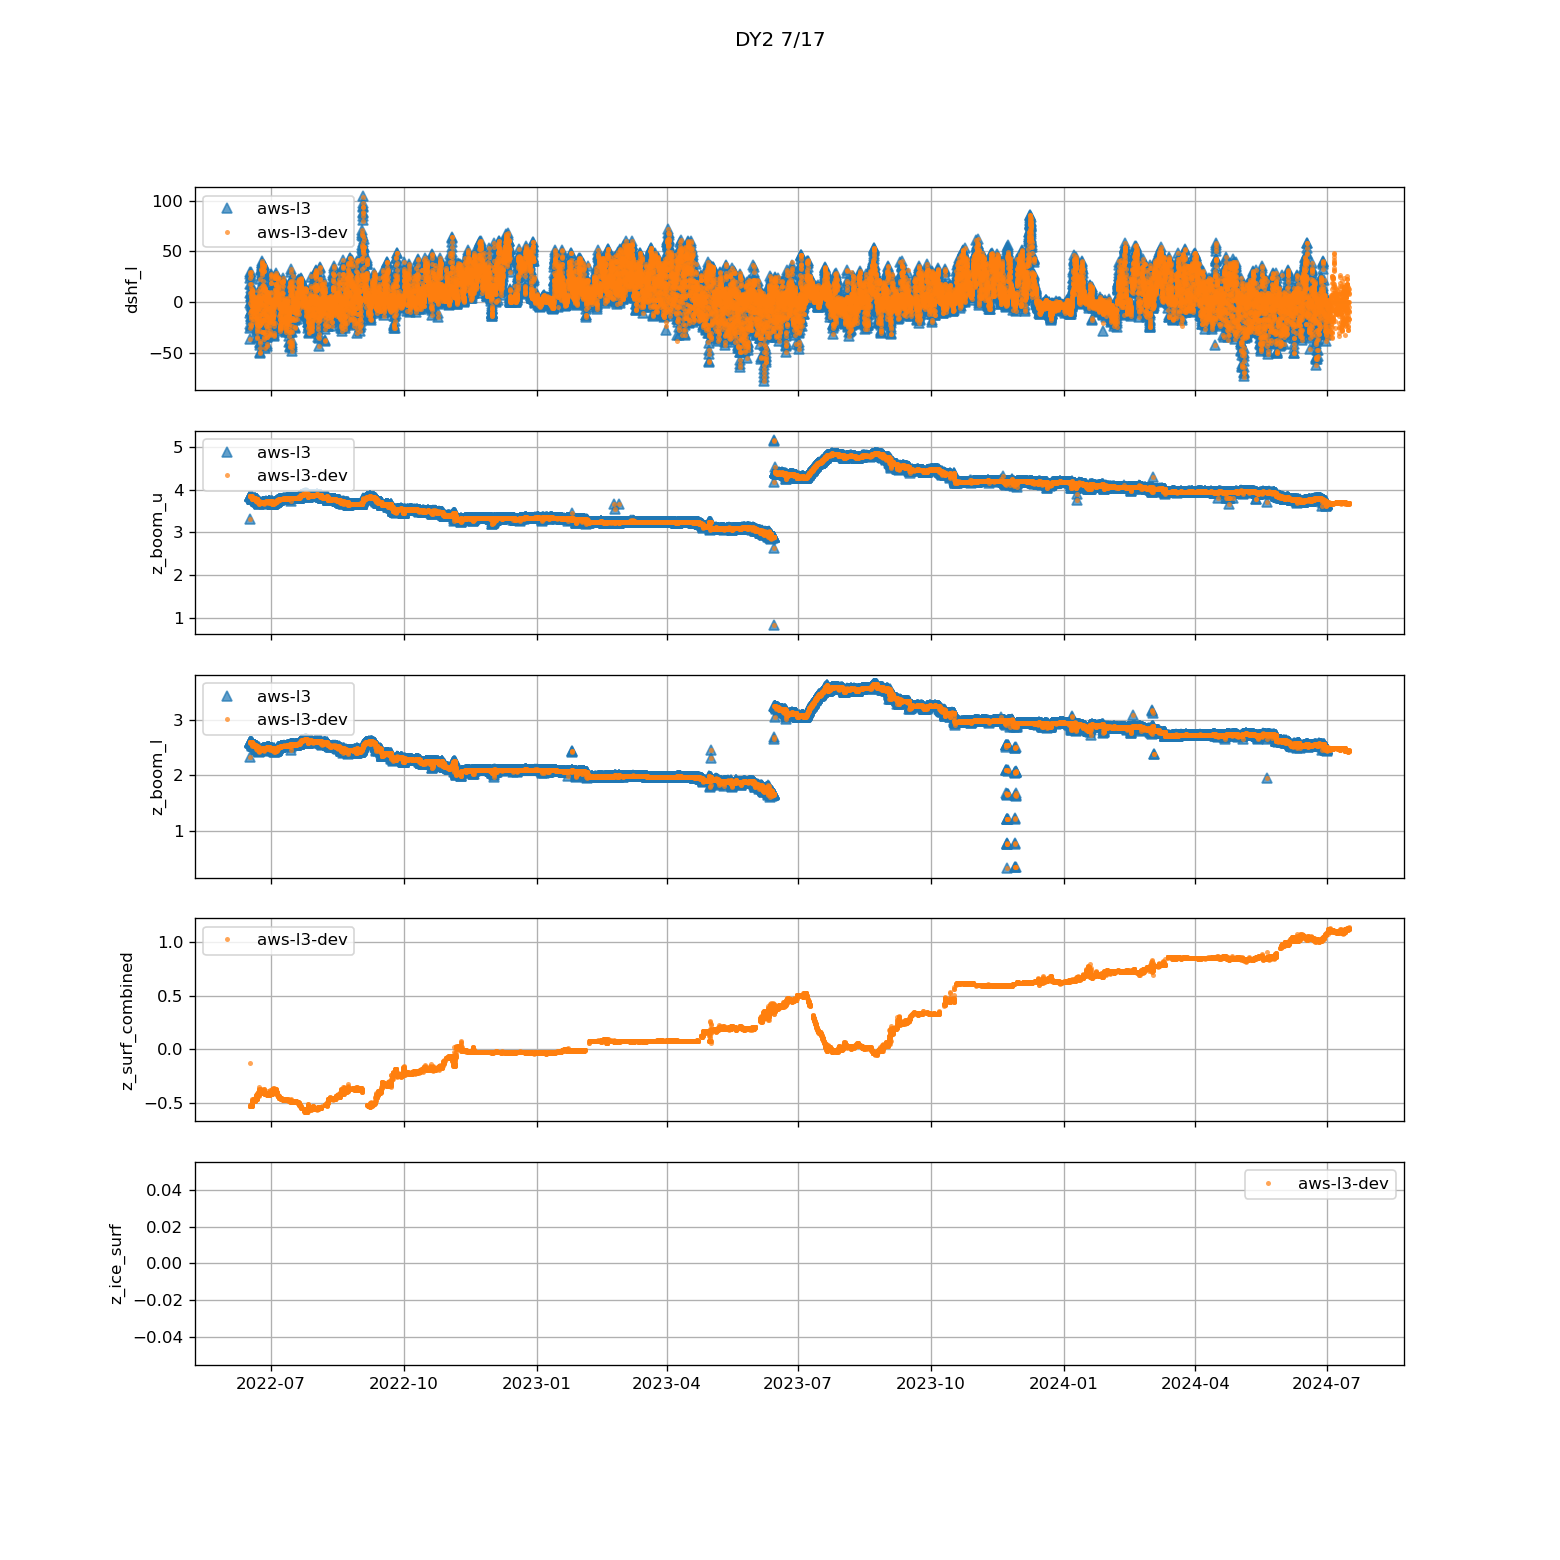 DY2 7/17
dshf_l
100
50
0
−50
aws-l3
aws-l3-dev
z_boom_u
5
4
3
2
1
aws-l3
aws-l3-dev
z_boom_l
3
2
1
aws-l3
aws-l3-dev
z_surf_combined
1.0
0.5
0.0
−0.5
aws-l3-dev
z_ice_surf
0.04
0.02
0.00
−0.02
−0.04
aws-l3-dev
2022-07 2022-10 2023-01 2023-04 2023-07 2023-10 2024-01 2024-04 2024-07